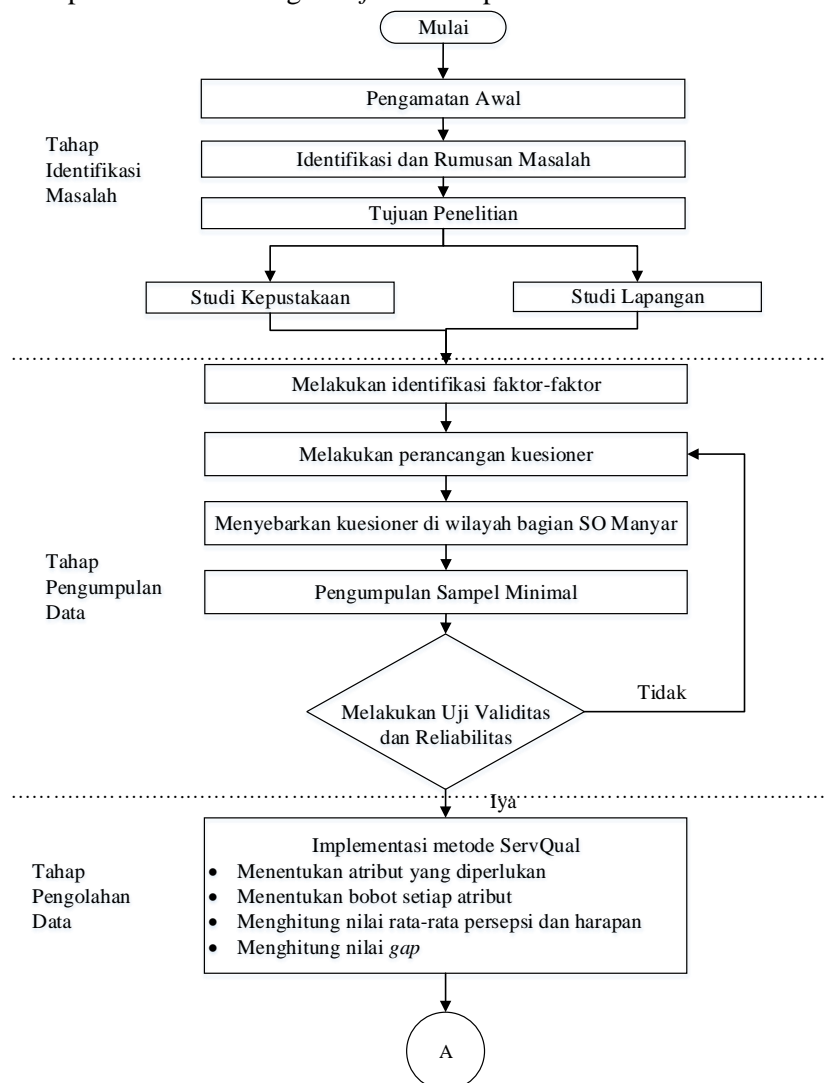 Mulai
Pengamatan Awal
Tahap
Identifikasi
Masalah
Identifikasi dan Rumusan Masalah
Tujuan Penelitian
Studi Kepustakaan
Studi Lapangan
Melakukan identifikasi faktor-faktor
Melakukan perancangan kuesioner
Menyebarkan kuesioner di wilayah bagian SO Manyar
Tahap
Pengumpulan
Data
Pengumpulan Sampel Minimal
Melakukan Uji Validitas
dan Reliabilitas
Tidak
Iya
Tahap
Pengolahan
Data
Implementasi metode ServQual
• Menentukan atribut yang diperlukan
• Menentukan bobot setiap atribut
• Menghitung nilai rata-rata persepsi dan harapan
• Menghitung nilai gap
A